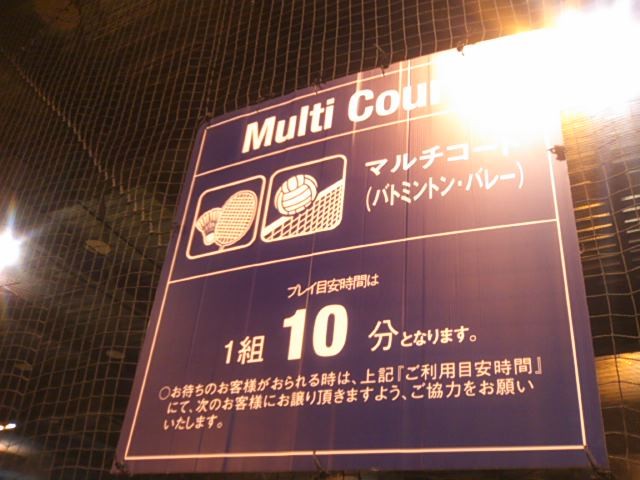 Multi Cou
マルチコート
(バトミントン・バレー)
プレイ目安時間は
1組 10 分となります。
○お待ちのお客様がおられる時は、上記『ご利用目安時間』
にて、次のお客様にお譲り頂きますよう、ご協力をお願い
いたします。